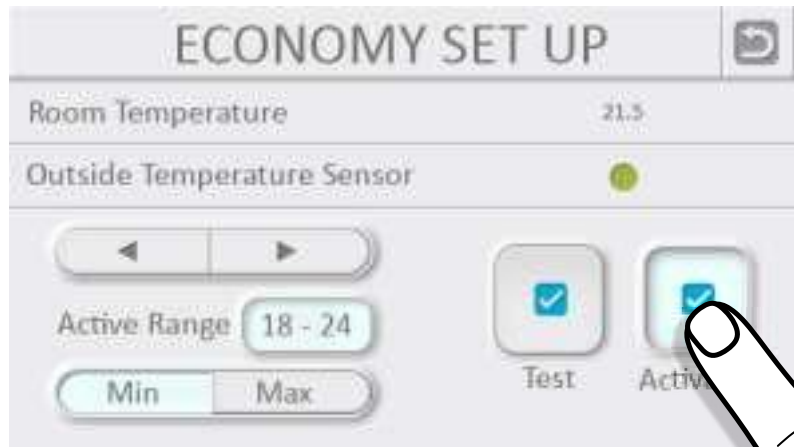 ECONOMY SET UP
Room Temperature 21.5
Outside Temperature Sensor
Active Range 18 - 24
Min Max
Test